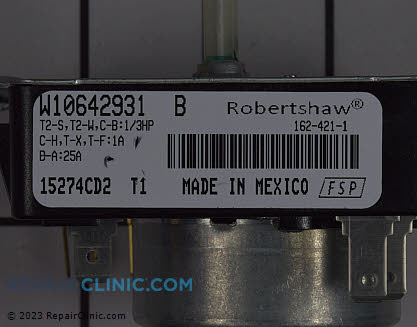 W10642931 B Robertshaw®
T2-S,T2-W,C-B:1/3HP 162-421-1
C-H,T-X,T-F:1A
B-A:25A
15274CD2 T1 MADE IN MEXICO FSP
REPAIRCLINIC.COM
© 2023 RepairClinic.com